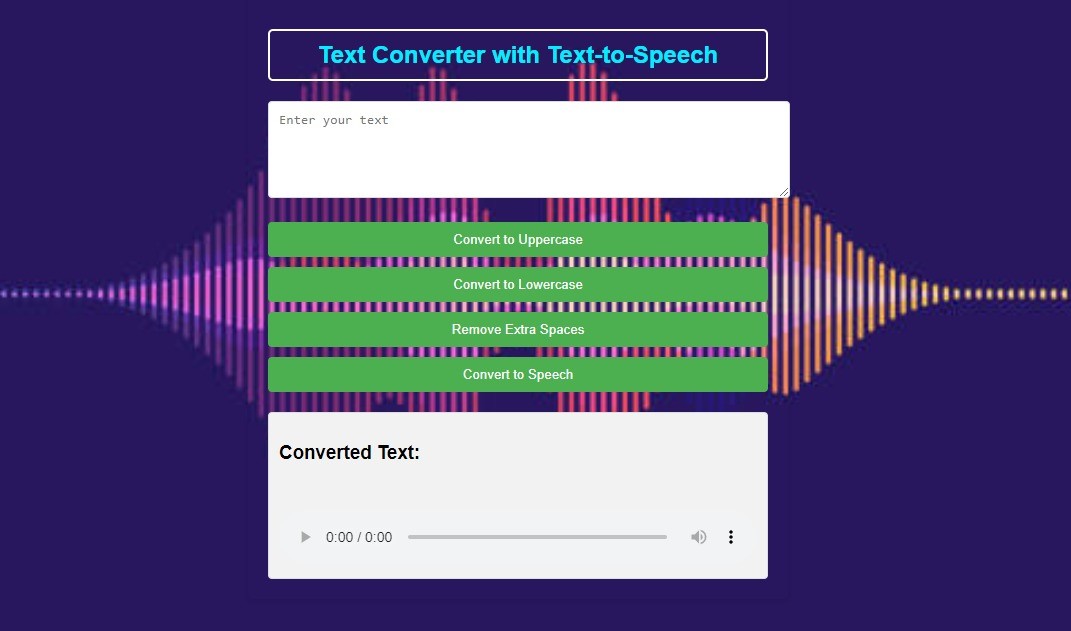 Text Converter with Text-to-Speech
Enter your text
Convert to Uppercase
Convert to Lowercase
Remove Extra Spaces
Convert to Speech
Converted Text:
0:00 / 0:00